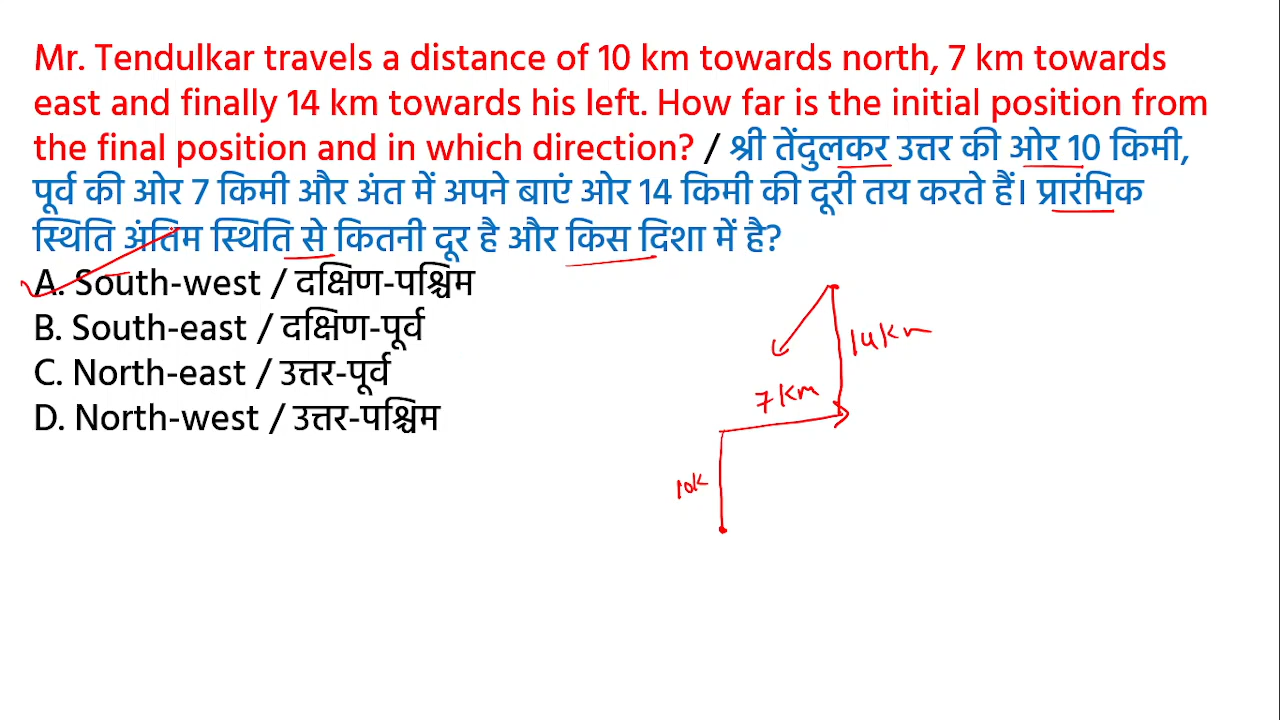 Mr. Tendulkar travels a distance of 10 km towards north, 7 km towards
east and finally 14 km towards his left. How far is the initial position from
the final position and in which direction? / श्री तेंदुलकर उत्तर की ओर 10 किमी,
पूर्व की ओर 7 किमी और अंत में अपने बाएं ओर 14 किमी की दूरी तय करते हैं। प्रारंभिक
स्थिति अंतिम स्थिति से कितनी दूर है और किस दिशा में है?
A. South-west / दक्षिण-पश्चिम
B. South-east / दक्षिण-पूर्व
C. North-east / उत्तर-पूर्व
D. North-west / उत्तर-पश्चिम
14km
7km
10k